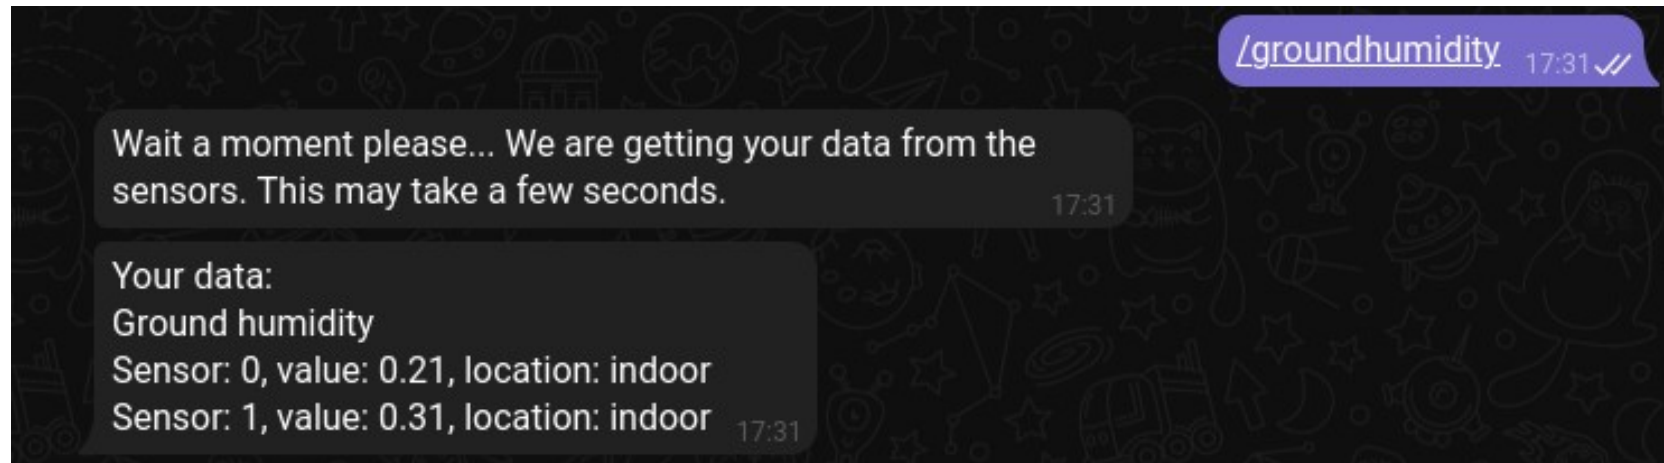 /groundhumidity 17:31
Wait a moment please... We are getting your data from the
sensors. This may take a few seconds.
17:31
Your data:
Ground humidity
Sensor: 0, value: 0.21, location: indoor
Sensor: 1, value: 0.31, location: indoor
17:31